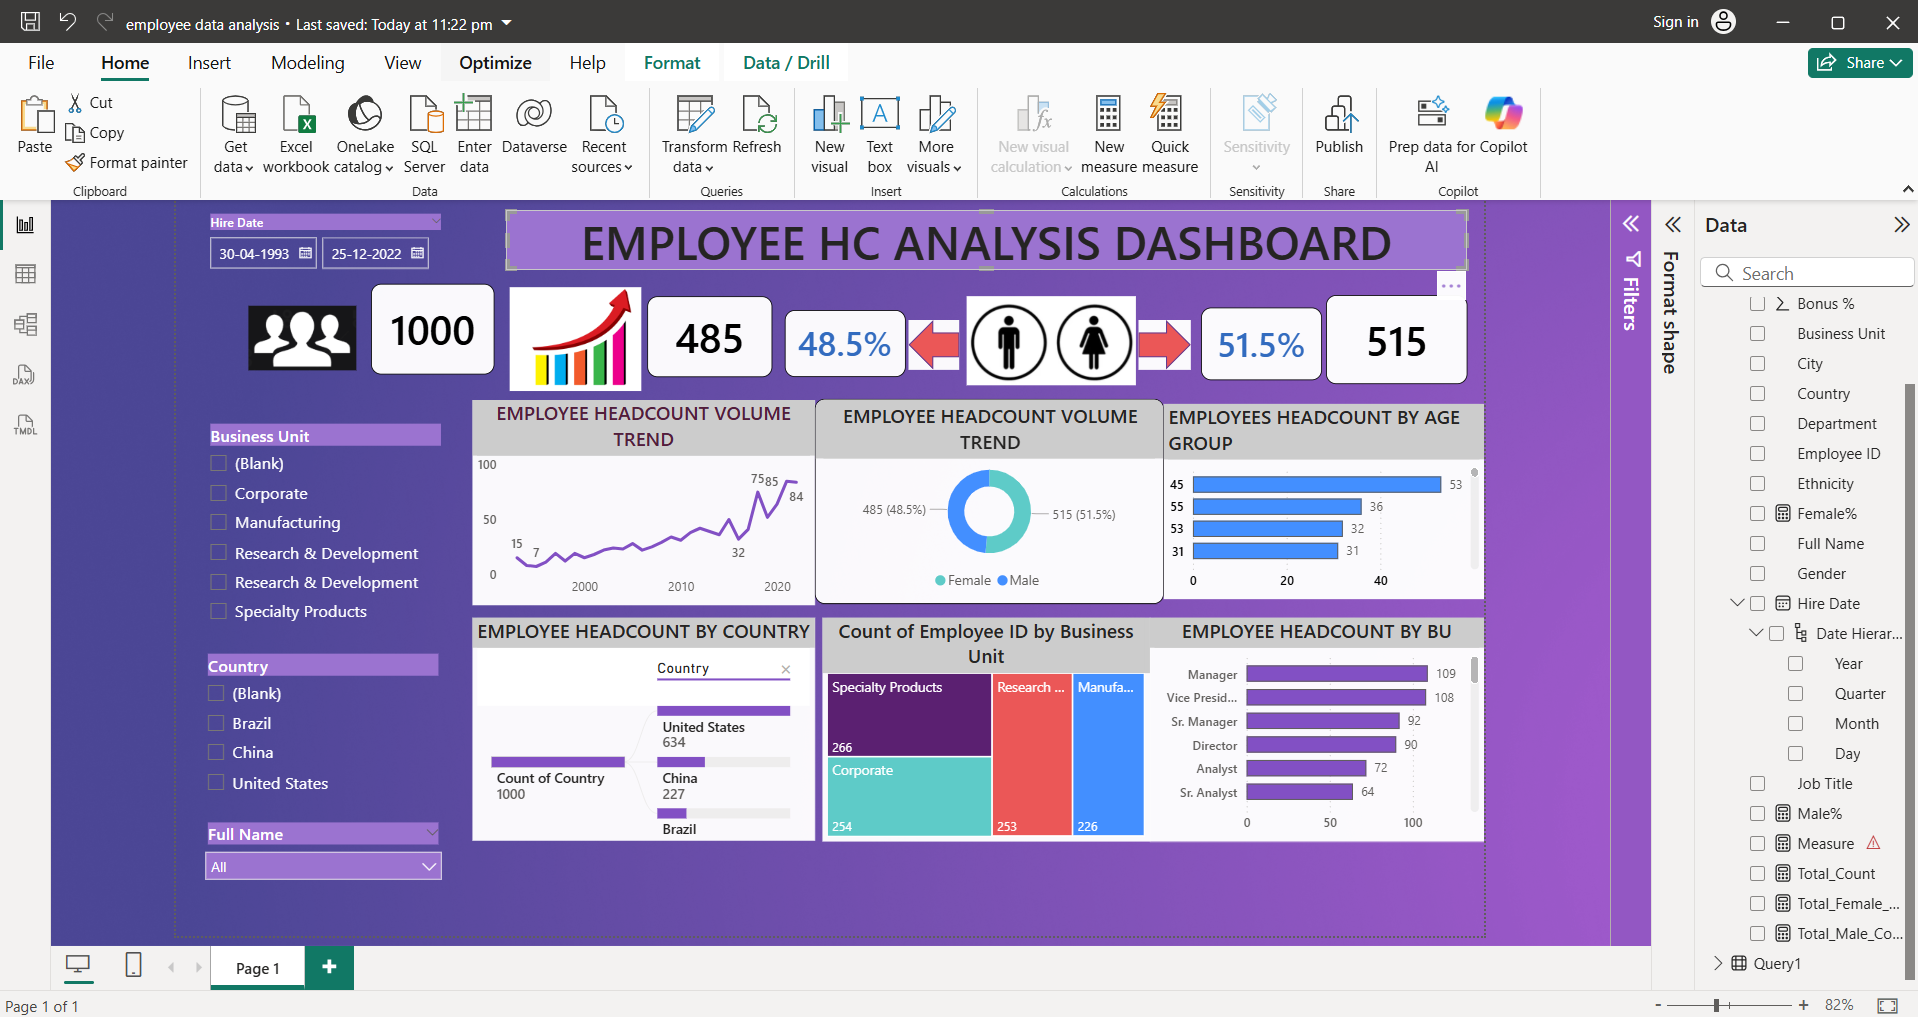 employee data analysis • Last saved: Today at 11:22 pm
Sign in
File
Home
Insert
Modeling
View
Optimize
Help
Format
Data / Drill
Share
Paste
Cut
Copy
Format painter
Clipboard
Get data
Excel workbook
OneLake catalog
SQL Server
Enter data
Dataverse
Recent sources
Data
Transform data
Refresh
Queries
New visual
Text box
More visuals
Insert
New visual calculation
New measure
Quick measure
Calculations
Sensitivity
Sensitivity
Publish
Share
Prep data for AI
Copilot
Copilot
DAX
TMDL
Hire Date
30-04-1993
25-12-2022
EMPLOYEE HC ANALYSIS DASHBOARD
1000
485
48.5%
51.5%
515
Business Unit
(Blank)
Corporate
Manufacturing
Research & Development
Research & Development
Specialty Products
Country
(Blank)
Brazil
China
United States
Full Name
All
EMPLOYEE HEADCOUNT VOLUME
TREND
100
50
0
15
7
32
75
85
84
2000
2010
2020
EMPLOYEE HEADCOUNT VOLUME
TREND
485 (48.5%)
515 (51.5%)
Female
Male
EMPLOYEES HEADCOUNT BY AGE
GROUP
45
53
55
36
53
32
31
31
0
20
40
EMPLOYEE HEADCOUNT BY COUNTRY
Country
Count of Country
1000
United States
634
China
227
Brazil
Count of Employee ID by Business
Unit
Specialty Products
266
Corporate
254
Research ...
253
Manufa...
226
EMPLOYEE HEADCOUNT BY BU
Manager
109
Vice Presid...
108
Sr. Manager
92
Director
90
Analyst
72
Sr. Analyst
64
0
50
100
Filters
Format shape
Data
Search
Bonus %
Business Unit
City
Country
Department
Employee ID
Ethnicity
Female%
Full Name
Gender
Hire Date
Date Hierar...
Year
Quarter
Month
Day
Job Title
Male%
Measure
Total_Count
Total_Female_...
Total_Male_Co...
Query1
Page 1
Page 1 of 1
82%